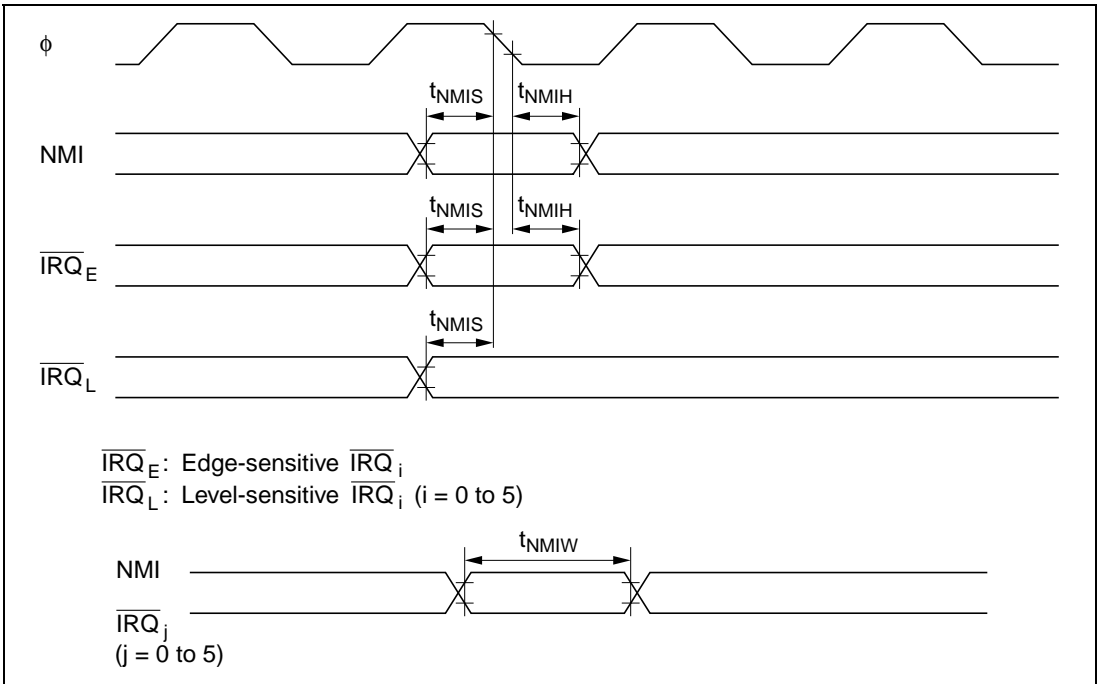 ϕ
tNMIS tNMIH
NMI
tNMIS tNMIH
IRQE
tNMIS
IRQL
IRQE: Edge-sensitive IRQi
IRQL: Level-sensitive IRQi (i = 0 to 5)
tNMIW
NMI
IRQj
(j = 0 to 5)